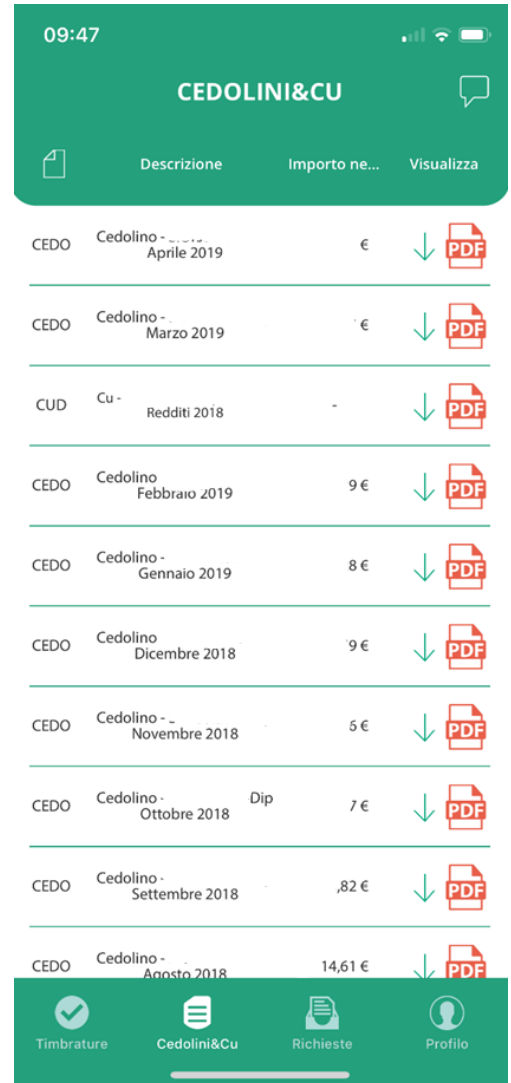 09:47
CEDOLINI&CU
Descrizione Importo ne... Visualizza
CEDO Cedolino - € PDF
Aprile 2019
CEDO Cedolino - € PDF
Marzo 2019
CUD Cu - - PDF
Redditi 2018
CEDO Cedolino 9 € PDF
Febbraio 2019
CEDO Cedolino - 8 € PDF
Gennaio 2019
CEDO Cedolino 9 € PDF
Dicembre 2018
CEDO Cedolino - 5 € PDF
Novembre 2018
CEDO Cedolino - Dip 7 € PDF
Ottobre 2018
CEDO Cedolino - ,82 € PDF
Settembre 2018
CEDO Cedolino - 14,61 € PDF
Agosto 2018
Timbrature Cedolini&Cu Richieste Profilo